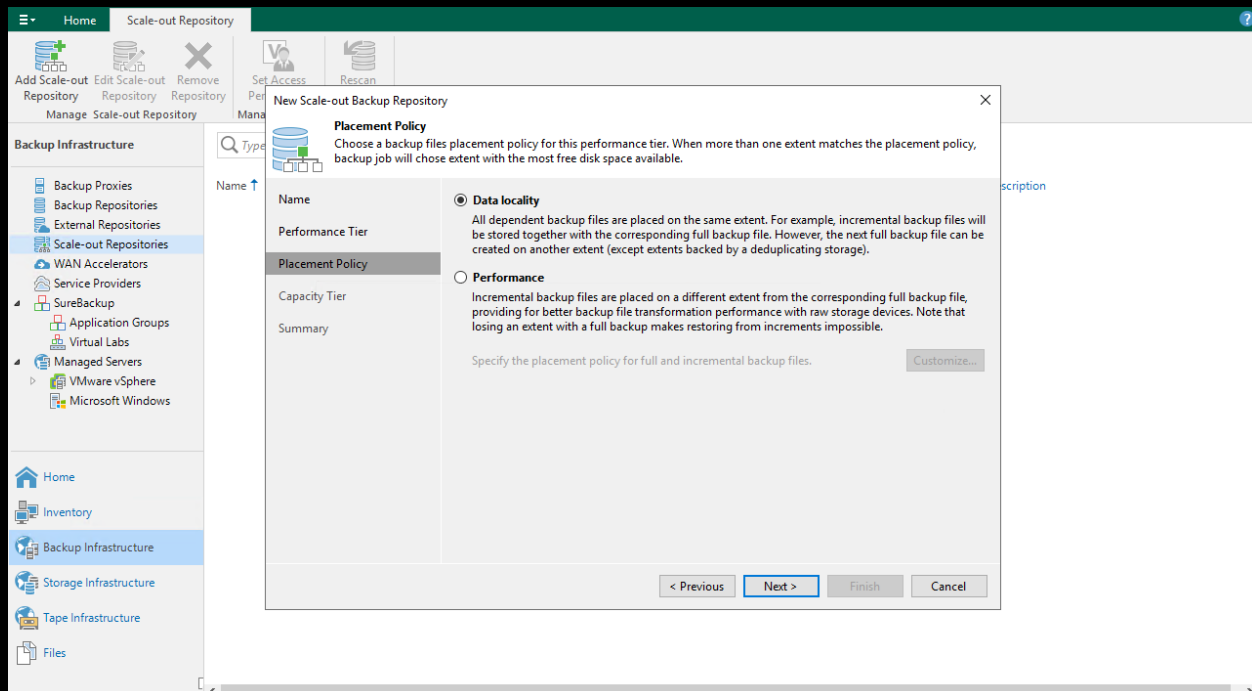 Home
Scale-out Repository
?
Add Scale-out Edit Scale-out Remove
Repository Repository Repository
Manage Scale-out Repository
Set Access
Per
Mana
Rescan
Backup Infrastructure
Backup Proxies
Backup Repositories
External Repositories
Scale-out Repositories
WAN Accelerators
Service Providers
SureBackup
Application Groups
Virtual Labs
Managed Servers
VMware vSphere
Microsoft Windows
Home
Inventory
Backup Infrastructure
Storage Infrastructure
Tape Infrastructure
Files
Type
Name
scription
New Scale-out Backup Repository
Placement Policy
Choose a backup files placement policy for this performance tier. When more than one extent matches the placement policy,
backup job will chose extent with the most free disk space available.
Name
Performance Tier
Placement Policy
Capacity Tier
Summary
Data locality
All dependent backup files are placed on the same extent. For example, incremental backup files will
be stored together with the corresponding full backup file. However, the next full backup file can be
created on another extent (except extents backed by a deduplicating storage).
Performance
Incremental backup files are placed on a different extent from the corresponding full backup file,
providing for better backup file transformation performance with raw storage devices. Note that
losing an extent with a full backup makes restoring from increments impossible.
Specify the placement policy for full and incremental backup files.
Customize...
< Previous
Next >
Finish
Cancel